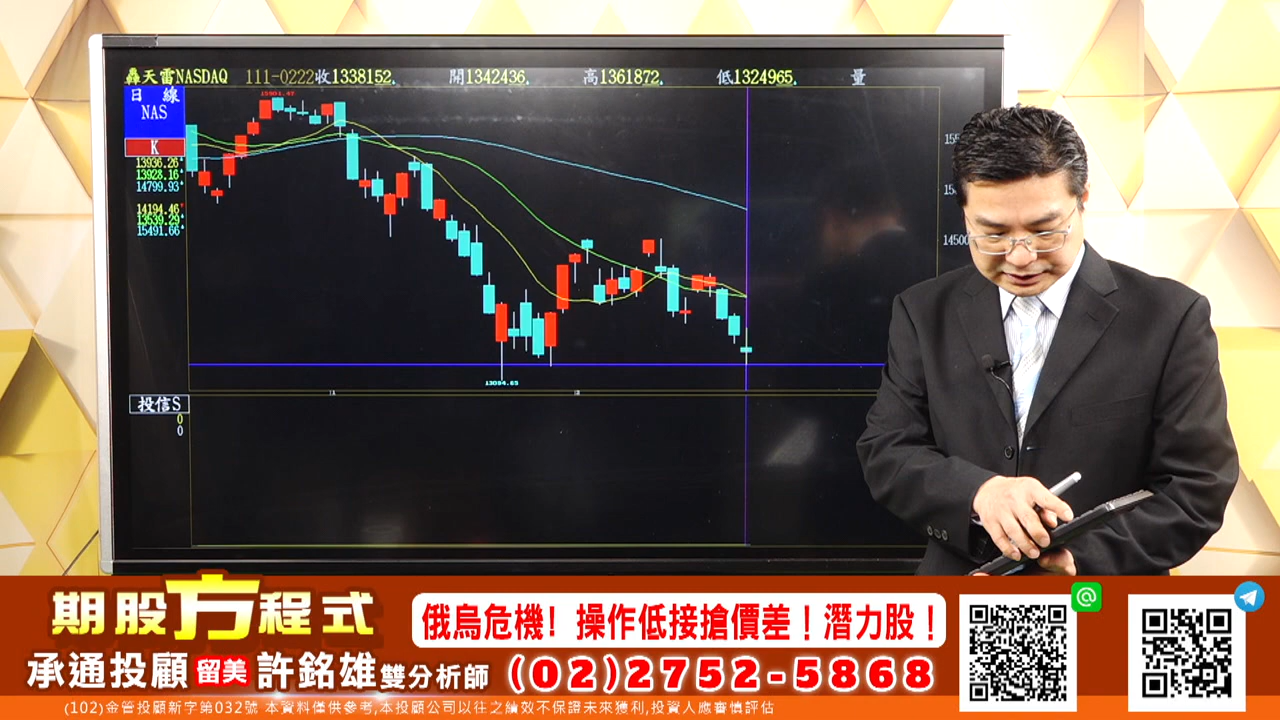 轟天雷NASDAQ 111-0222收1338152. 開1342436. 高1361872. 低1324965. 量
日 線
NAS
K
13936.26
13928.16
14799.93
14194.46
13539.29
15491.66
14500
13094.65
投信S
0
0
期股方程式
俄烏危機! 操作低接搶價差!潛力股!
承通投顧 留美 許銘雄 雙分析師 (02)2752-5868
(102)金管投顧新字第032號 本資料僅供參考,本投顧公司以往之績效不保證未來獲利,投資人應審慎評估